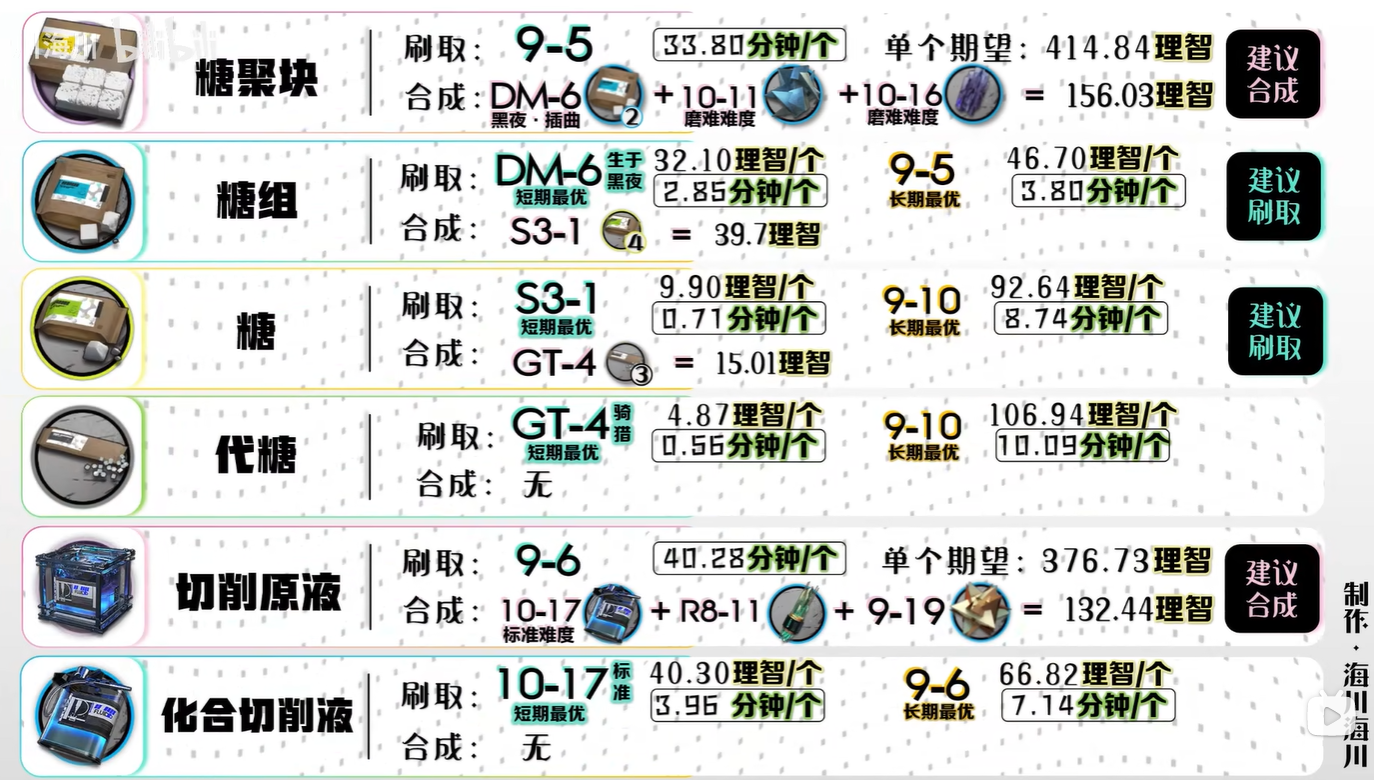 bilibili
糖聚块
刷取： 9-5 33.80分钟/个 单个期望：414.84理智
合成：DM-6 2 +10-11 +10-16 = 156.03理智
黑夜·插曲 磨难难度 磨难难度
建议
合成
糖组
刷取： DM-6 生于黑夜 32.10理智/个 9-5 46.70理智/个
短期最优 2.85分钟/个 长期最优 3.80分钟/个
合成： S3-1 4 = 39.7理智
建议
刷取
糖
刷取： S3-1 9.90理智/个 9-10 92.64理智/个
短期最优 0.71分钟/个 长期最优 8.74分钟/个
合成： GT-4 3 = 15.01理智
建议
刷取
代糖
刷取： GT-4 骑猎 4.87理智/个 9-10 106.94理智/个
短期最优 0.56分钟/个 长期最优 10.09分钟/个
合成： 无
切削原液
刷取： 9-6 40.28分钟/个 单个期望：376.73理智
合成： 10-17 + R8-11 + 9-19 = 132.44理智
标准难度
建议
合成
化合切削液
刷取： 10-17 标准 40.30理智/个 9-6 66.82理智/个
短期最优 3.96 分钟/个 长期最优 7.14分钟/个
合成： 无
制作·海川海川